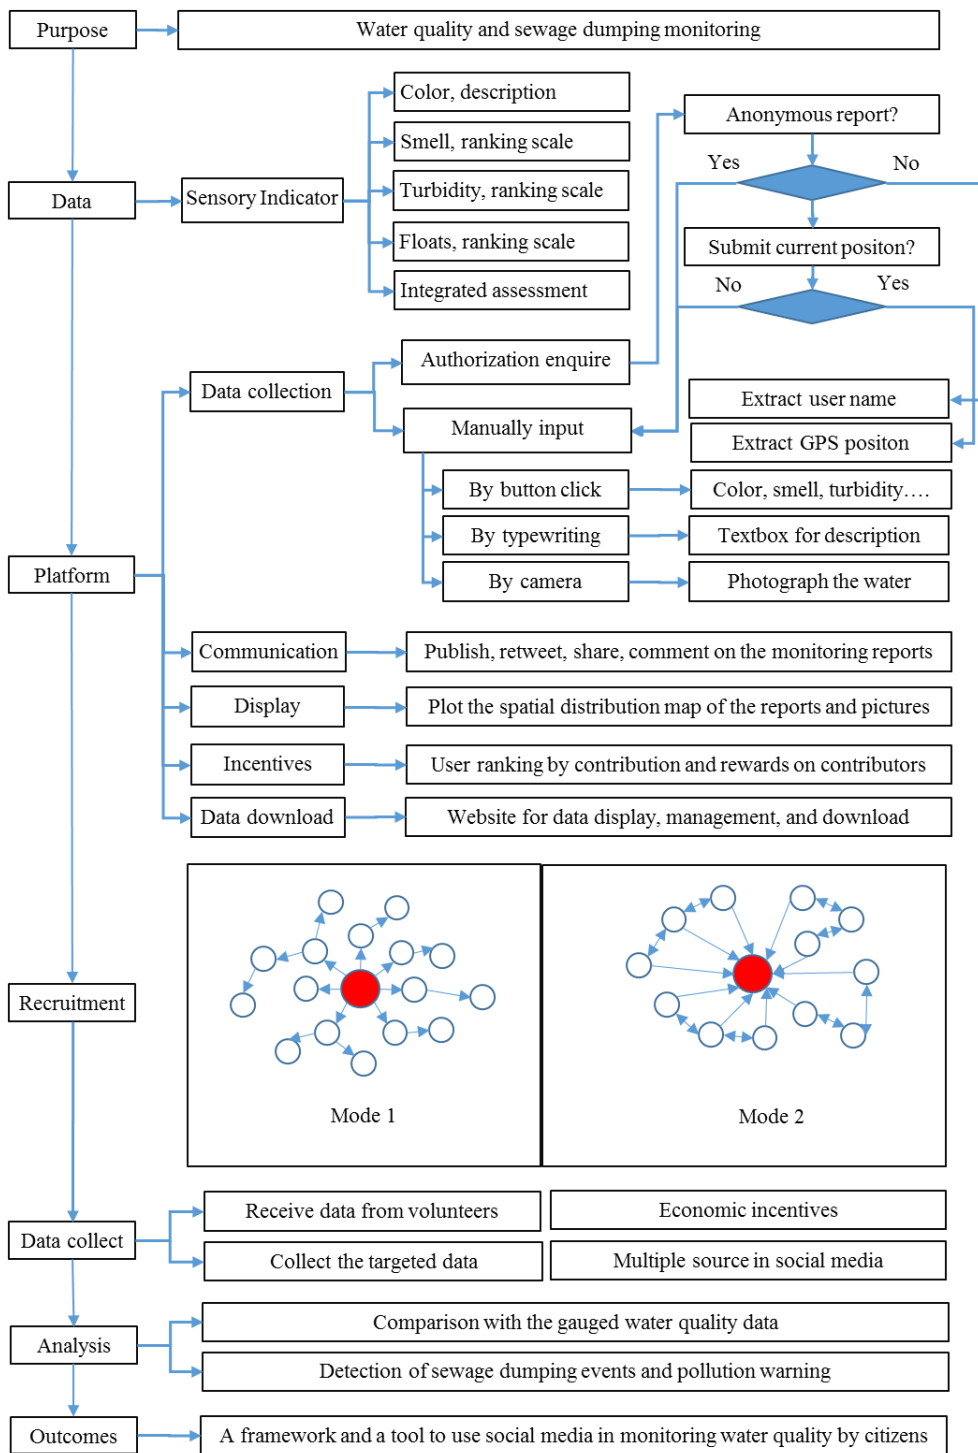 Purpose
Water quality and sewage dumping monitoring
Color, description
Anonymous report?
Smell, ranking scale
Yes
No
Data
Sensory Indicator
Turbidity, ranking scale
Floats, ranking scale
Submit current positon?
Integrated assessment
No
Yes
Authorization enquire
Data collection
Extract user name
Manually input
Extract GPS positon
By button click
Color, smell, turbidity….
By typewriting
Textbox for description
Platform
By camera
Photograph the water
Communication
Publish, retweet, share, comment on the monitoring reports
Display
Plot the spatial distribution map of the reports and pictures
Incentives
User ranking by contribution and rewards on contributors
Data download
Website for data display, management, and download
Recruitment
Mode 1
Mode 2
Receive data from volunteers
Economic incentives
Data collect
Collect the targeted data
Multiple source in social media
Comparison with the gauged water quality data
Analysis
Detection of sewage dumping events and pollution warning
Outcomes
A framework and a tool to use social media in monitoring water quality by citizens